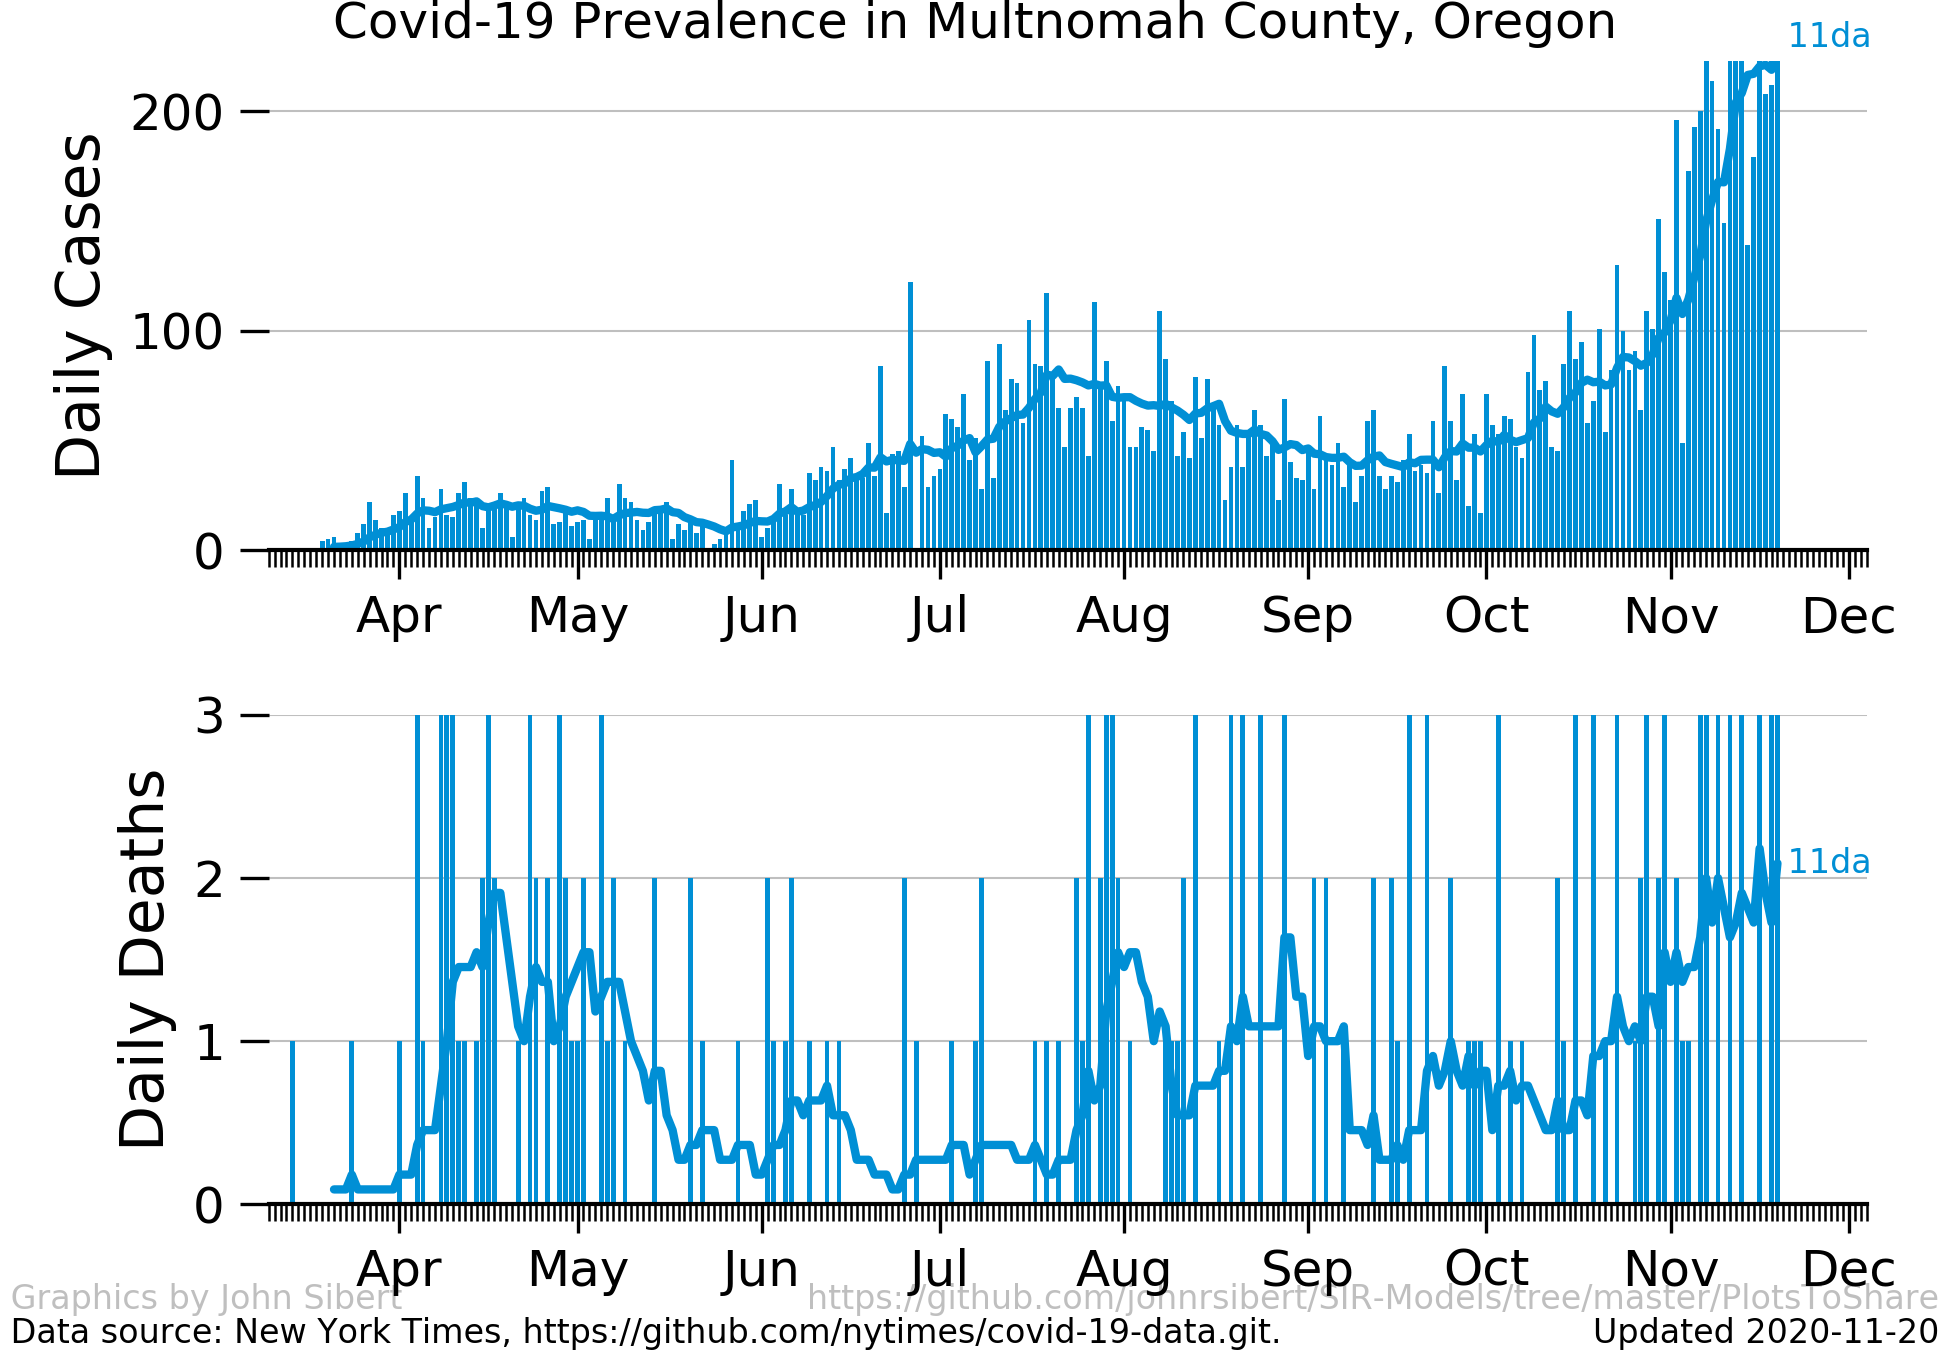 Covid-19 Prevalence in Multnomah County, Oregon
11da
Daily Cases
200
100
0
Apr May Jun Jul Aug Sep Oct Nov Dec
Daily Deaths
3
2
11da
1
0
Apr May Jun Jul Aug Sep Oct Nov Dec
Graphics by John Sibert https://github.com/johnrsibert/SIR-Models/tree/master/PlotsToShare
Data source: New York Times, https://github.com/nytimes/covid-19-data.git. Updated 2020-11-20